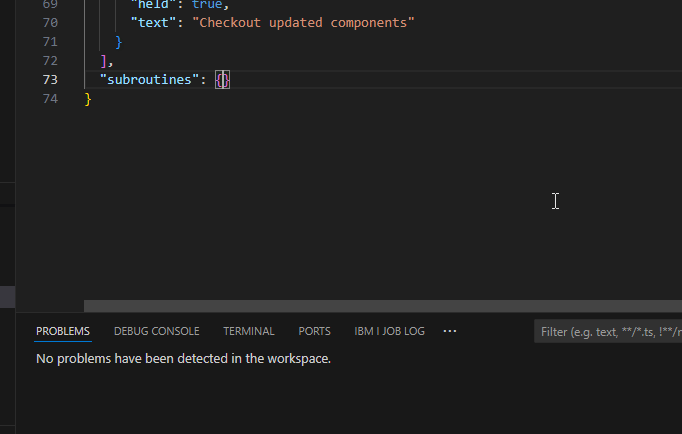 69 "held": true,
70 "text": "Checkout updated components"
71 }
72 ],
73 "subroutines": {}
74 }
PROBLEMS DEBUG CONSOLE TERMINAL PORTS IBM I JOB LOG ··· Filter (e.g. text, **/*.ts, !**/
No problems have been detected in the workspace.